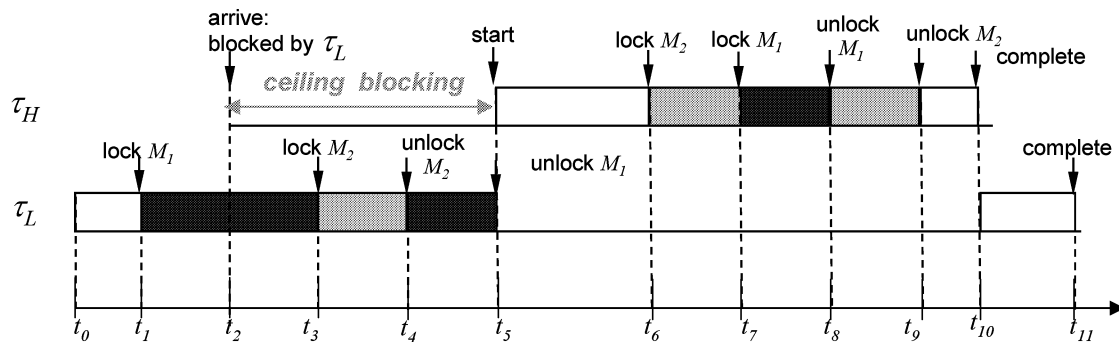 arrive:
blocked by τL
start
lock M2
lock M1
unlock
M1
unlock M2
complete
ceiling blocking
τH
lock M1
lock M2
unlock
M2
unlock M1
complete
τL
t0 t1 t2 t3 t4 t5 t6 t7 t8 t9 t10 t11